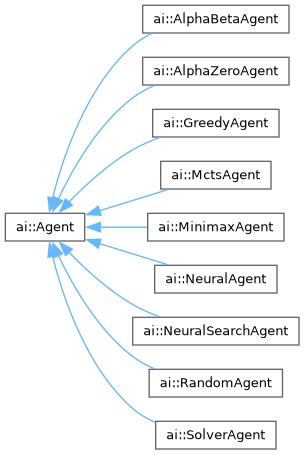 ai::AlphaBetaAgent
ai::AlphaZeroAgent
ai::GreedyAgent
ai::MctsAgent
ai::Agent
ai::MinimaxAgent
ai::NeuralAgent
ai::NeuralSearchAgent
ai::RandomAgent
ai::SolverAgent